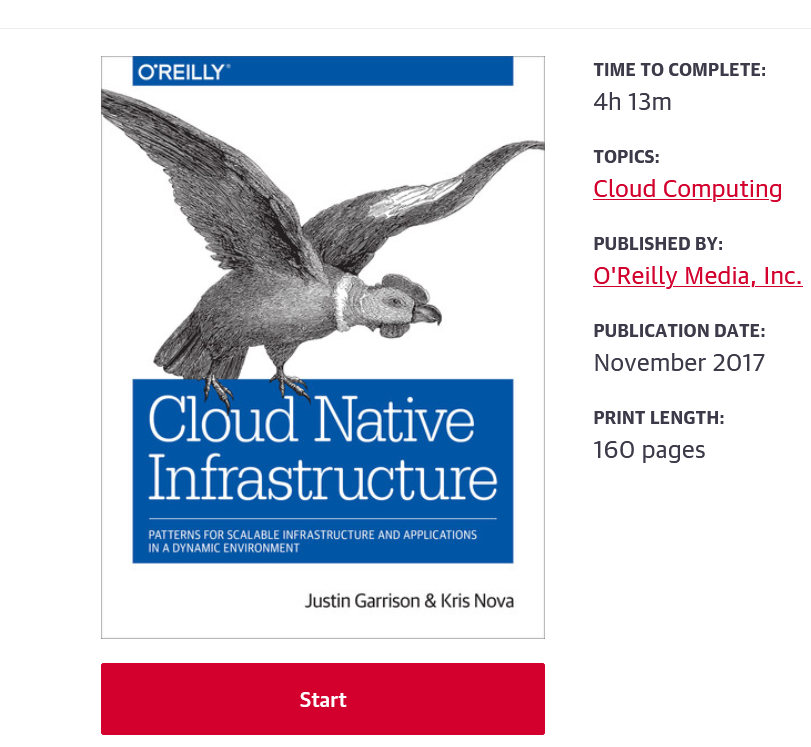 O'REILLY®
Cloud Native
Infrastructure
PATTERNS FOR SCALABLE INFRASTRUCTURE AND APPLICATIONS
IN A DYNAMIC ENVIRONMENT
Justin Garrison & Kris Nova
Start
TIME TO COMPLETE:
4h 13m
TOPICS:
Cloud Computing
PUBLISHED BY:
O'Reilly Media, Inc.
PUBLICATION DATE:
November 2017
PRINT LENGTH:
160 pages